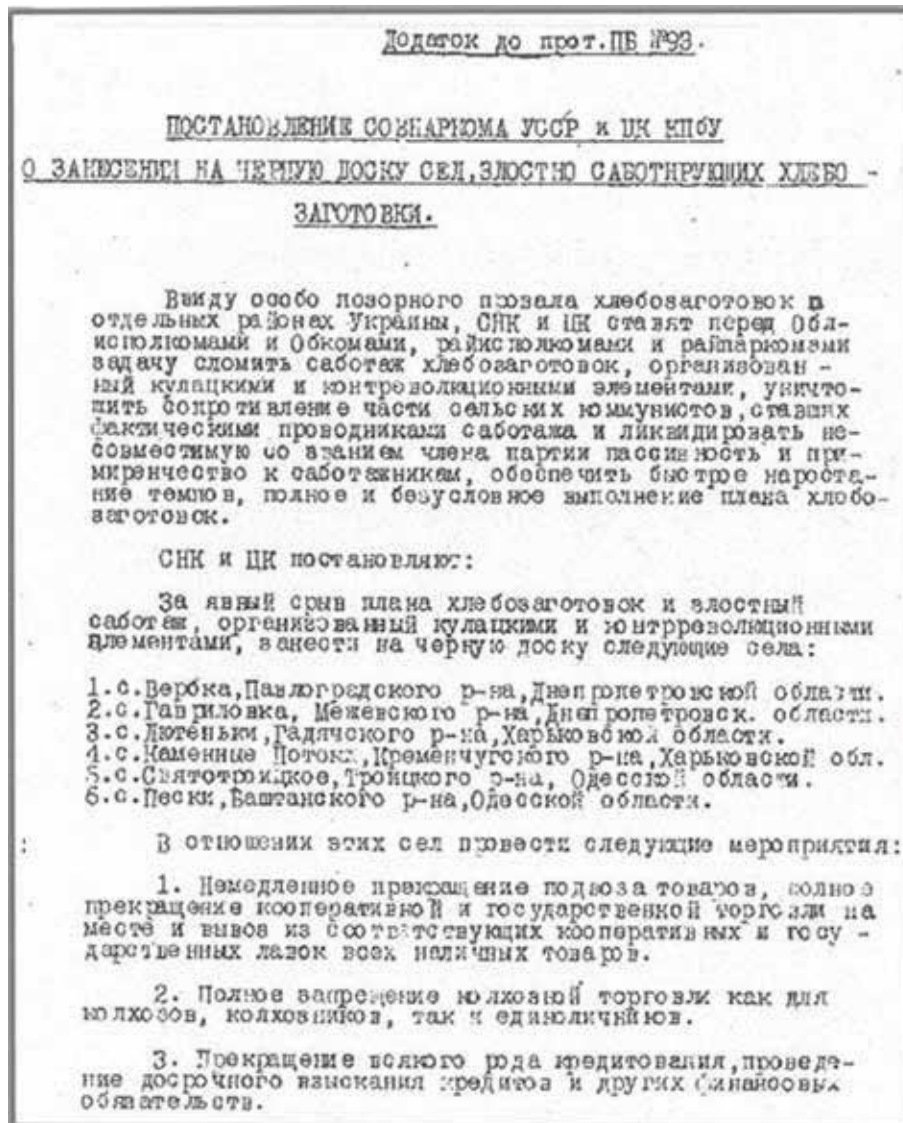 Додаток до прот.ПБ №93.
ПОСТАНОВЛЕНИЕ СОВНАРКОМА УССР и ЦК КПбУ
О ЗАНЕСЕНИИ НА ЧЕРНУЮ ДОСКУ СЕЛ,ЗЛОСТНО САБОТИРУЮЩИХ ХЛЕБО -
ЗАГОТОВКИ.
Ввиду особо позорного провала хлебозаготовок в
отдельных районах Украины, СНК и ЦК ставят перед Обл-
исполкомами и Обкомами, райисполкомами и райпаркомами
задачу сломить саботаж хлебозаготовок, организован -
ный кулацкими и контреволюционными элементами, уничто-
жить сопротивление части сельских коммунистов,ставших
фактическими проводниками саботажа и ликвидировать не-
совместимую со званием члена партии пассивность и при-
миренчество к саботажникам, обеспечить быстрое нароста-
ние темпов, полное и безусловное выполнение плана хлебо-
заготовок.
СНК и ЦК постановляют:
За явный срыв плана хлебозаготовок и злостный
саботаж, организованный кулацкими и контрреволюционными
элементами, занести на черную доску следующие села:
1.с.Вербка,Павлоградского р-на,Днепропетровской области.
2.с.Гавриловка, Межевского р-на,Днепропетровск. области.
3.с.Лютеньки,Гадячского р-на,Харьковской области.
4.с.Каменные Потоки,Кременчугского р-на,Харьковской обл.
5.с.Святотроицкое,Троицкого р-на, Одесской области.
6.с.Пески,Баштанского р-на,Одесской области.
В отношении этих сел провести следующие мероприятия:
1. Немедленное прекращение подвоза товаров, полное
прекращение кооперативной и государственной торговли на
месте и вывоз из соответствующих кооперативных и госу -
дарственных лавок всех наличных товаров.
2. Полное запрещение колхозной торговли как для
колхозов, колхозников, так и единоличников.
3. Прекращение всякого рода кредитования,проведе-
ние досрочного взыскания кредитов и других финансовых
обязательств.